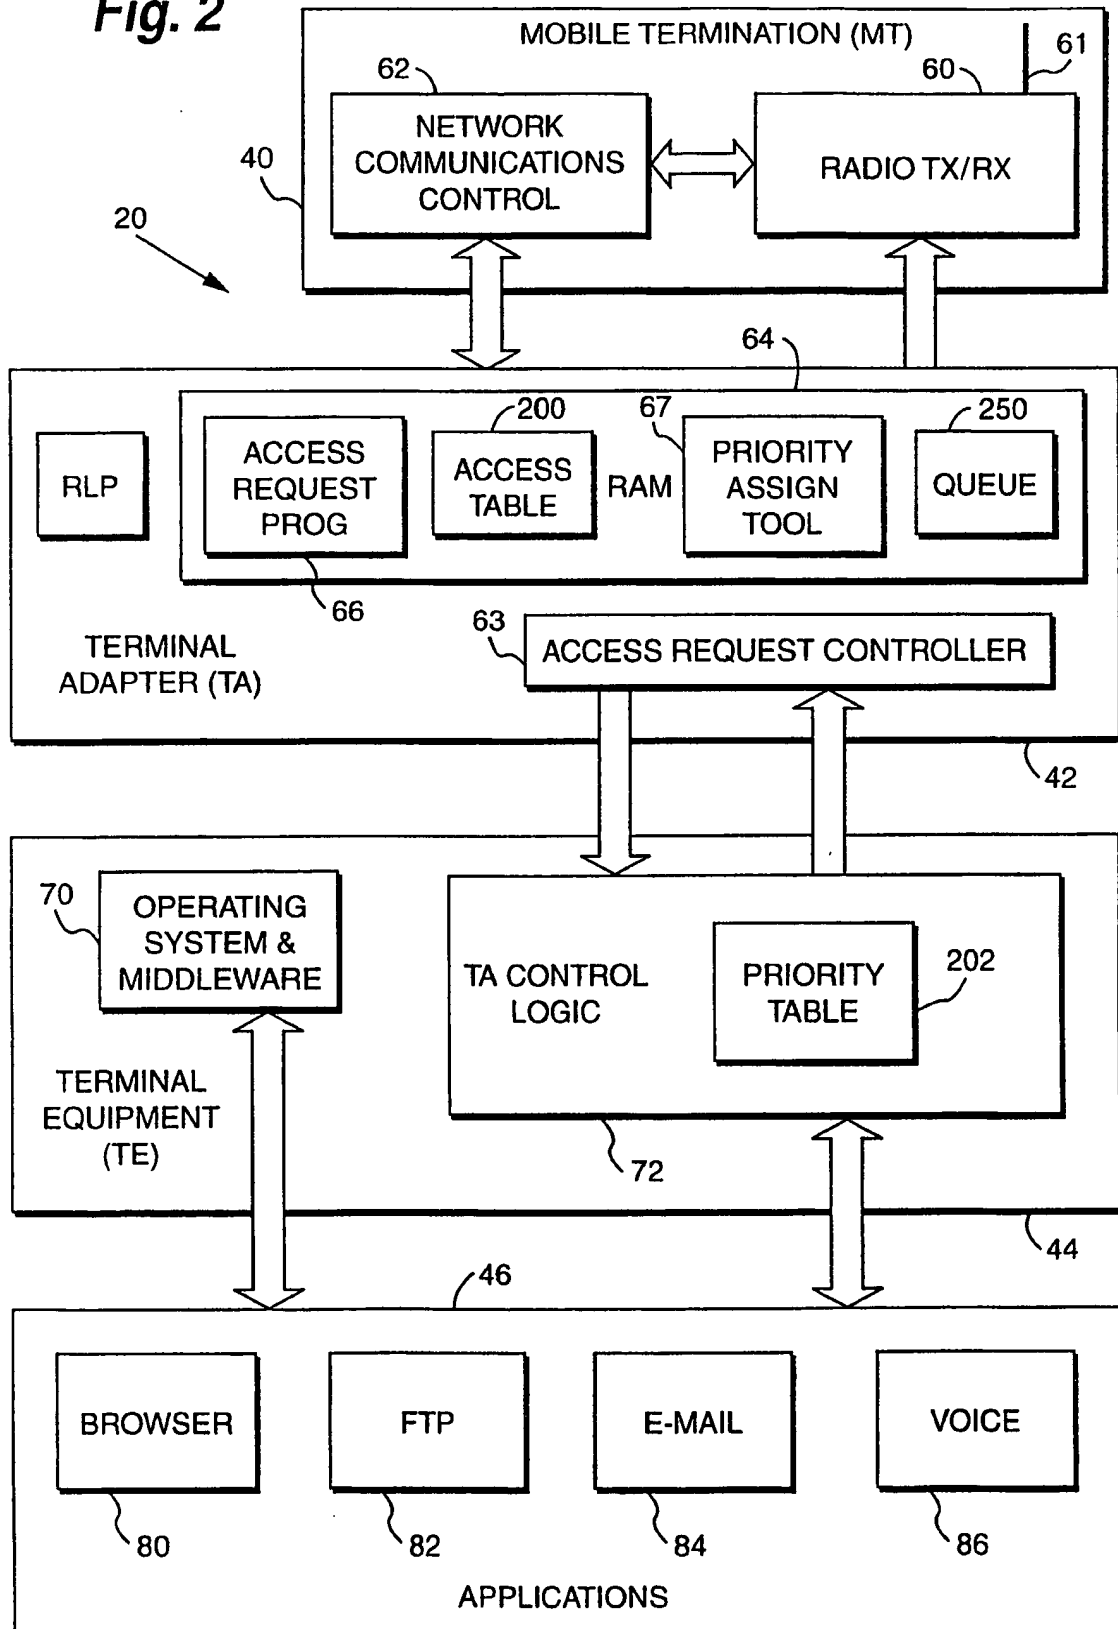 Fig. 2
MOBILE TERMINATION (MT)
61
62
60
NETWORK
COMMUNICATIONS
CONTROL
RADIO TX/RX
40
20
64
RLP
ACCESS
REQUEST
PROG
200
ACCESS
TABLE
RAM
67
PRIORITY
ASSIGN
TOOL
250
QUEUE
66
63
ACCESS REQUEST CONTROLLER
TERMINAL
ADAPTER (TA)
42
70
OPERATING
SYSTEM &
MIDDLEWARE
TA CONTROL
LOGIC
PRIORITY
TABLE
202
TERMINAL
EQUIPMENT
(TE)
72
44
46
BROWSER
FTP
E-MAIL
VOICE
80
82
84
86
APPLICATIONS